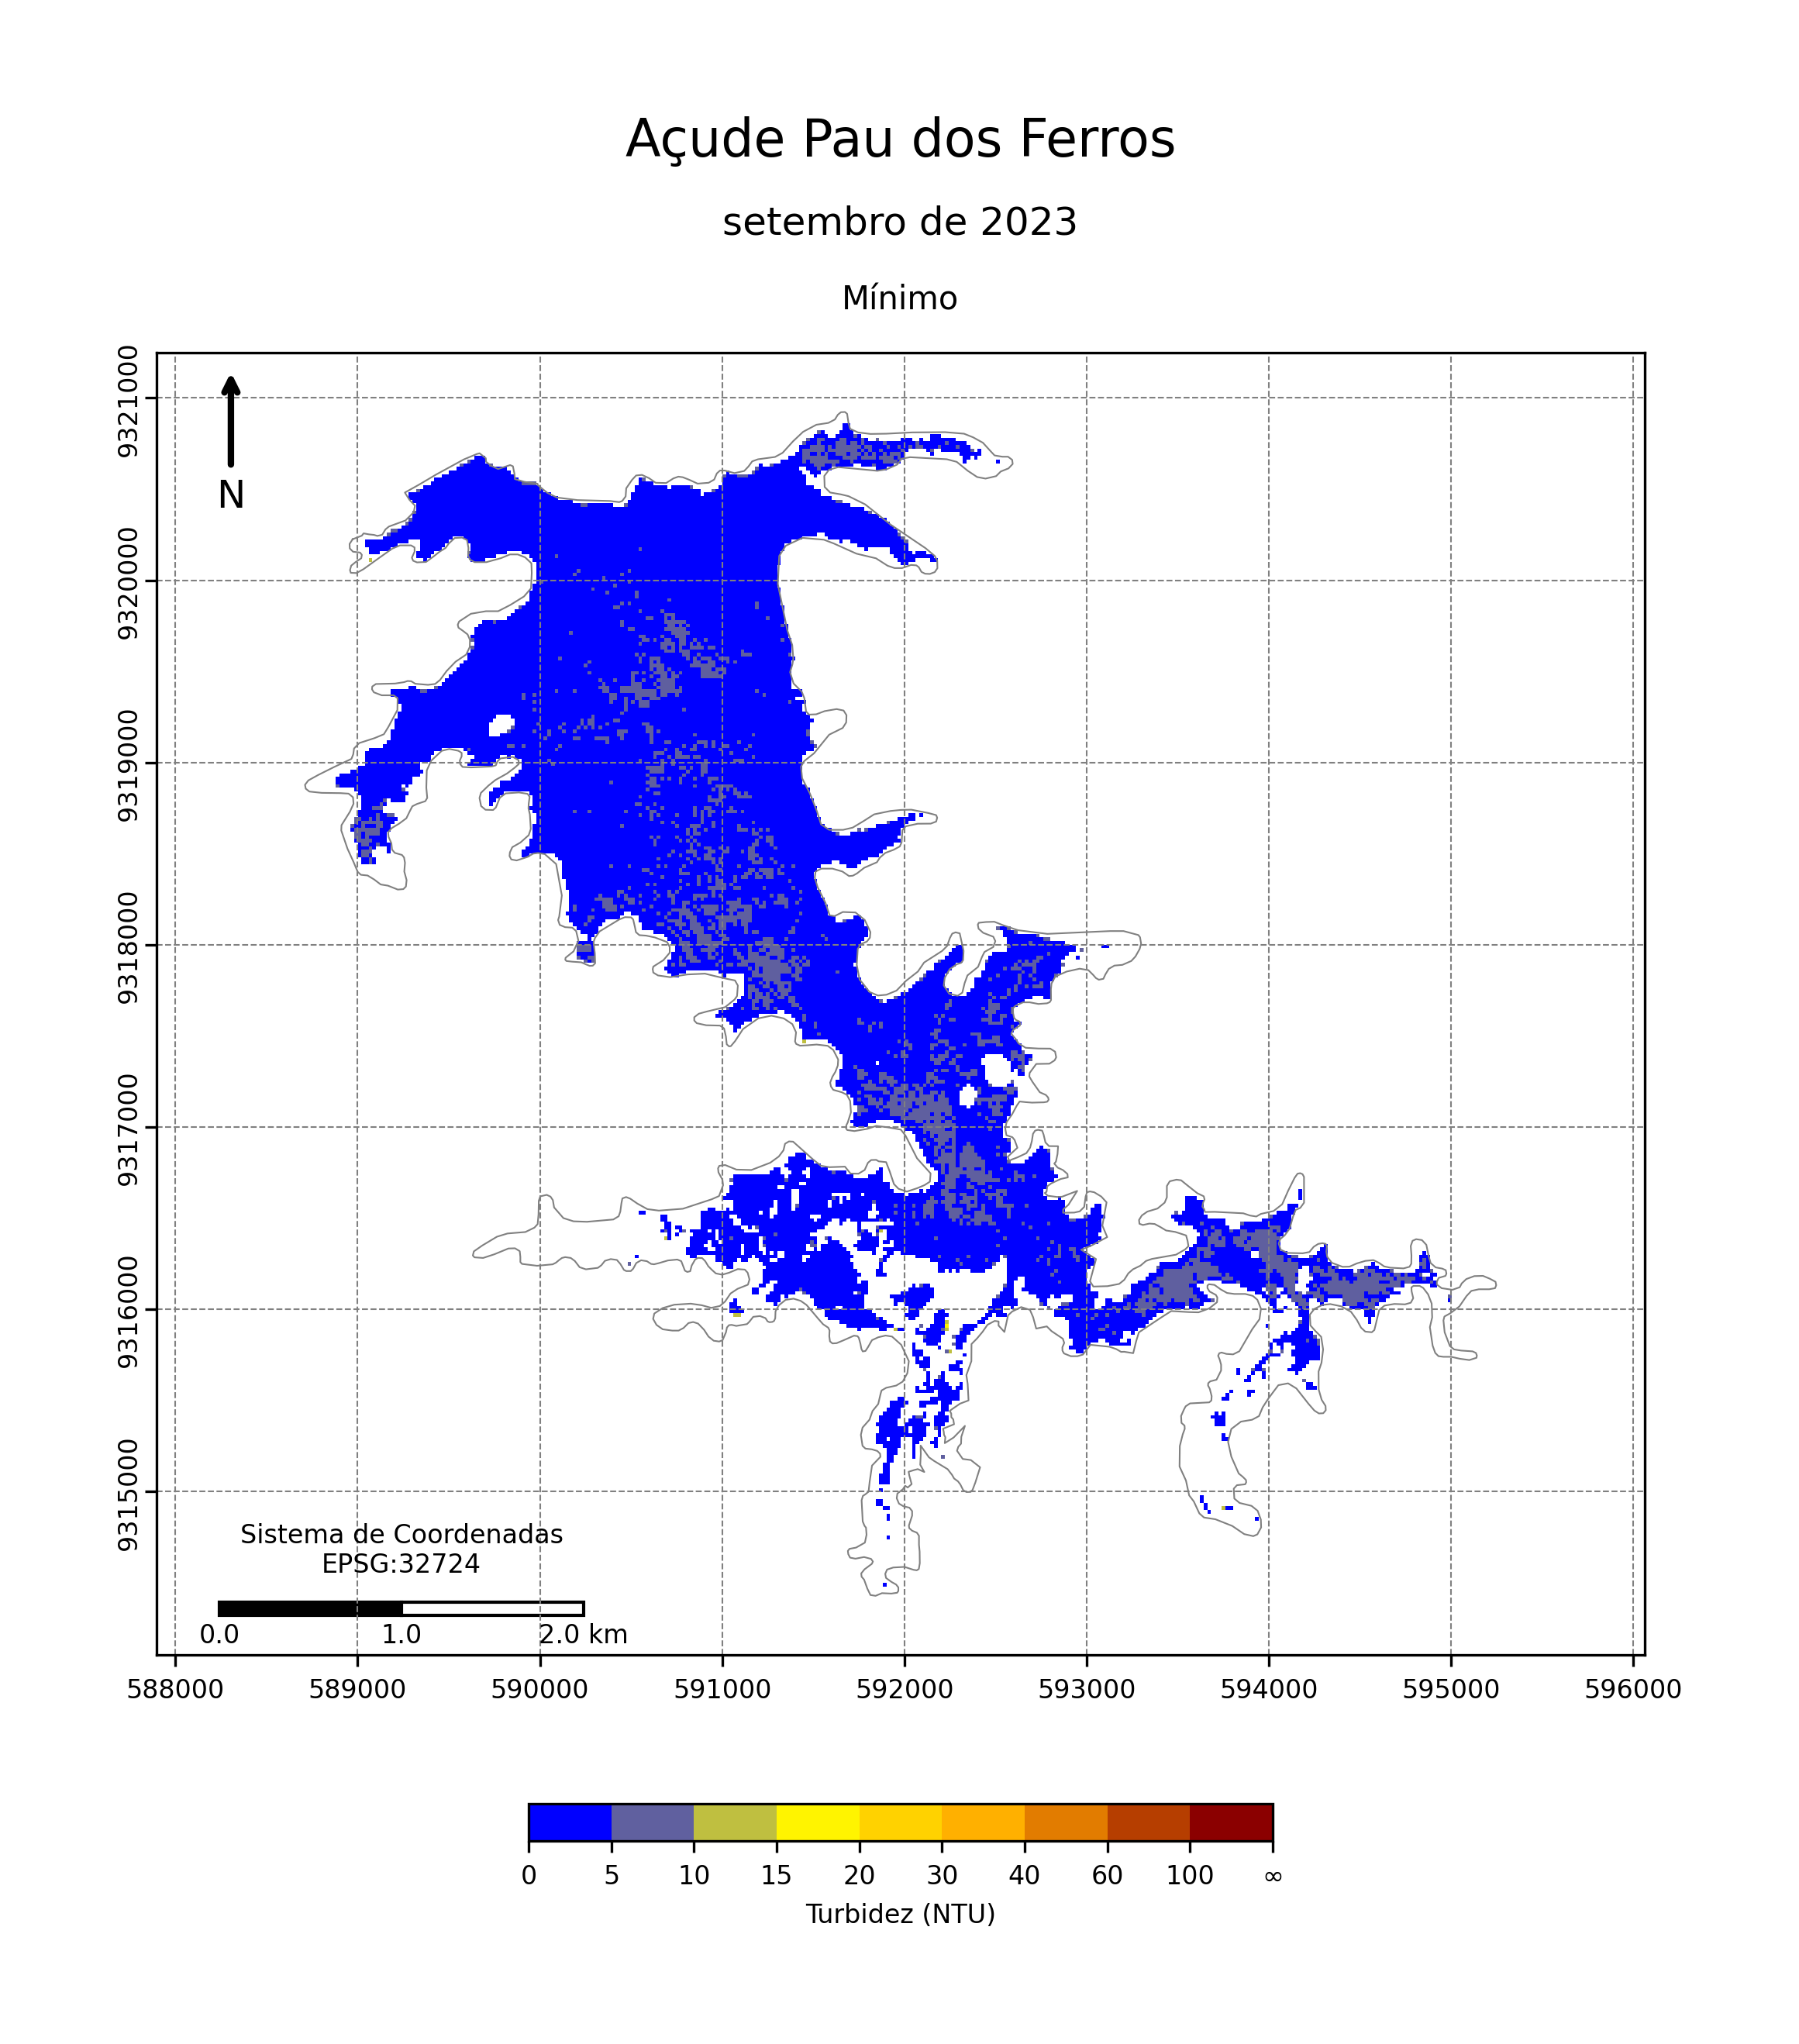 Açude Pau dos Ferros
setembro de 2023
Mínimo
9321000
9320000
9319000
9318000
9317000
9316000
9315000
N
Sistema de Coordenadas
EPSG:32724
0.0 1.0 2.0 km
588000 589000 590000 591000 592000 593000 594000 595000 596000
0 5 10 15 20 30 40 60 100 ∞
Turbidez (NTU)